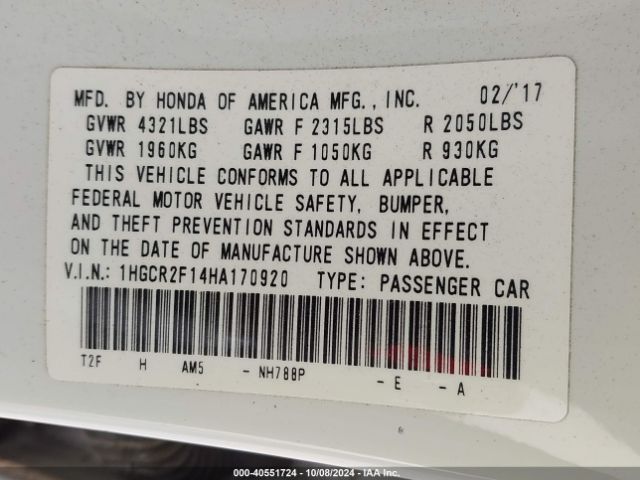 MFD. BY HONDA OF AMERICA MFG., INC. 02/'17
GVWR 4321LBS GAWR F 2315LBS R 2050LBS
GVWR 1960KG GAWR F 1050KG R 930KG
THIS VEHICLE CONFORMS TO ALL APPLICABLE
FEDERAL MOTOR VEHICLE SAFETY, BUMPER,
AND THEFT PREVENTION STANDARDS IN EFFECT
ON THE DATE OF MANUFACTURE SHOWN ABOVE.
V.I.N.: 1HGCR2F14HA170920 TYPE: PASSENGER CAR
T2F H AM5 - NH788P - E - A
000-40551724 - 10/08/2024 - IAA Inc.